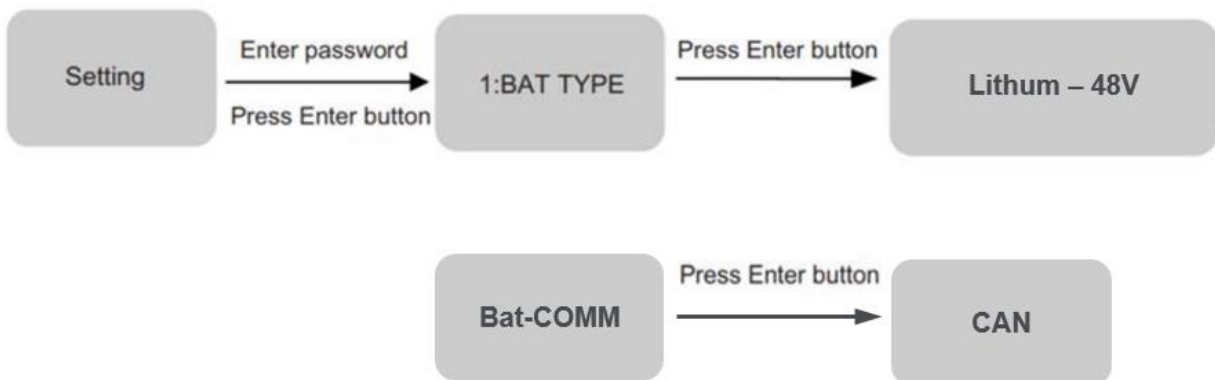 Setting
Enter password
Press Enter button
1:BAT TYPE
Press Enter button
Lithum – 48V
Bat-COMM
Press Enter button
CAN